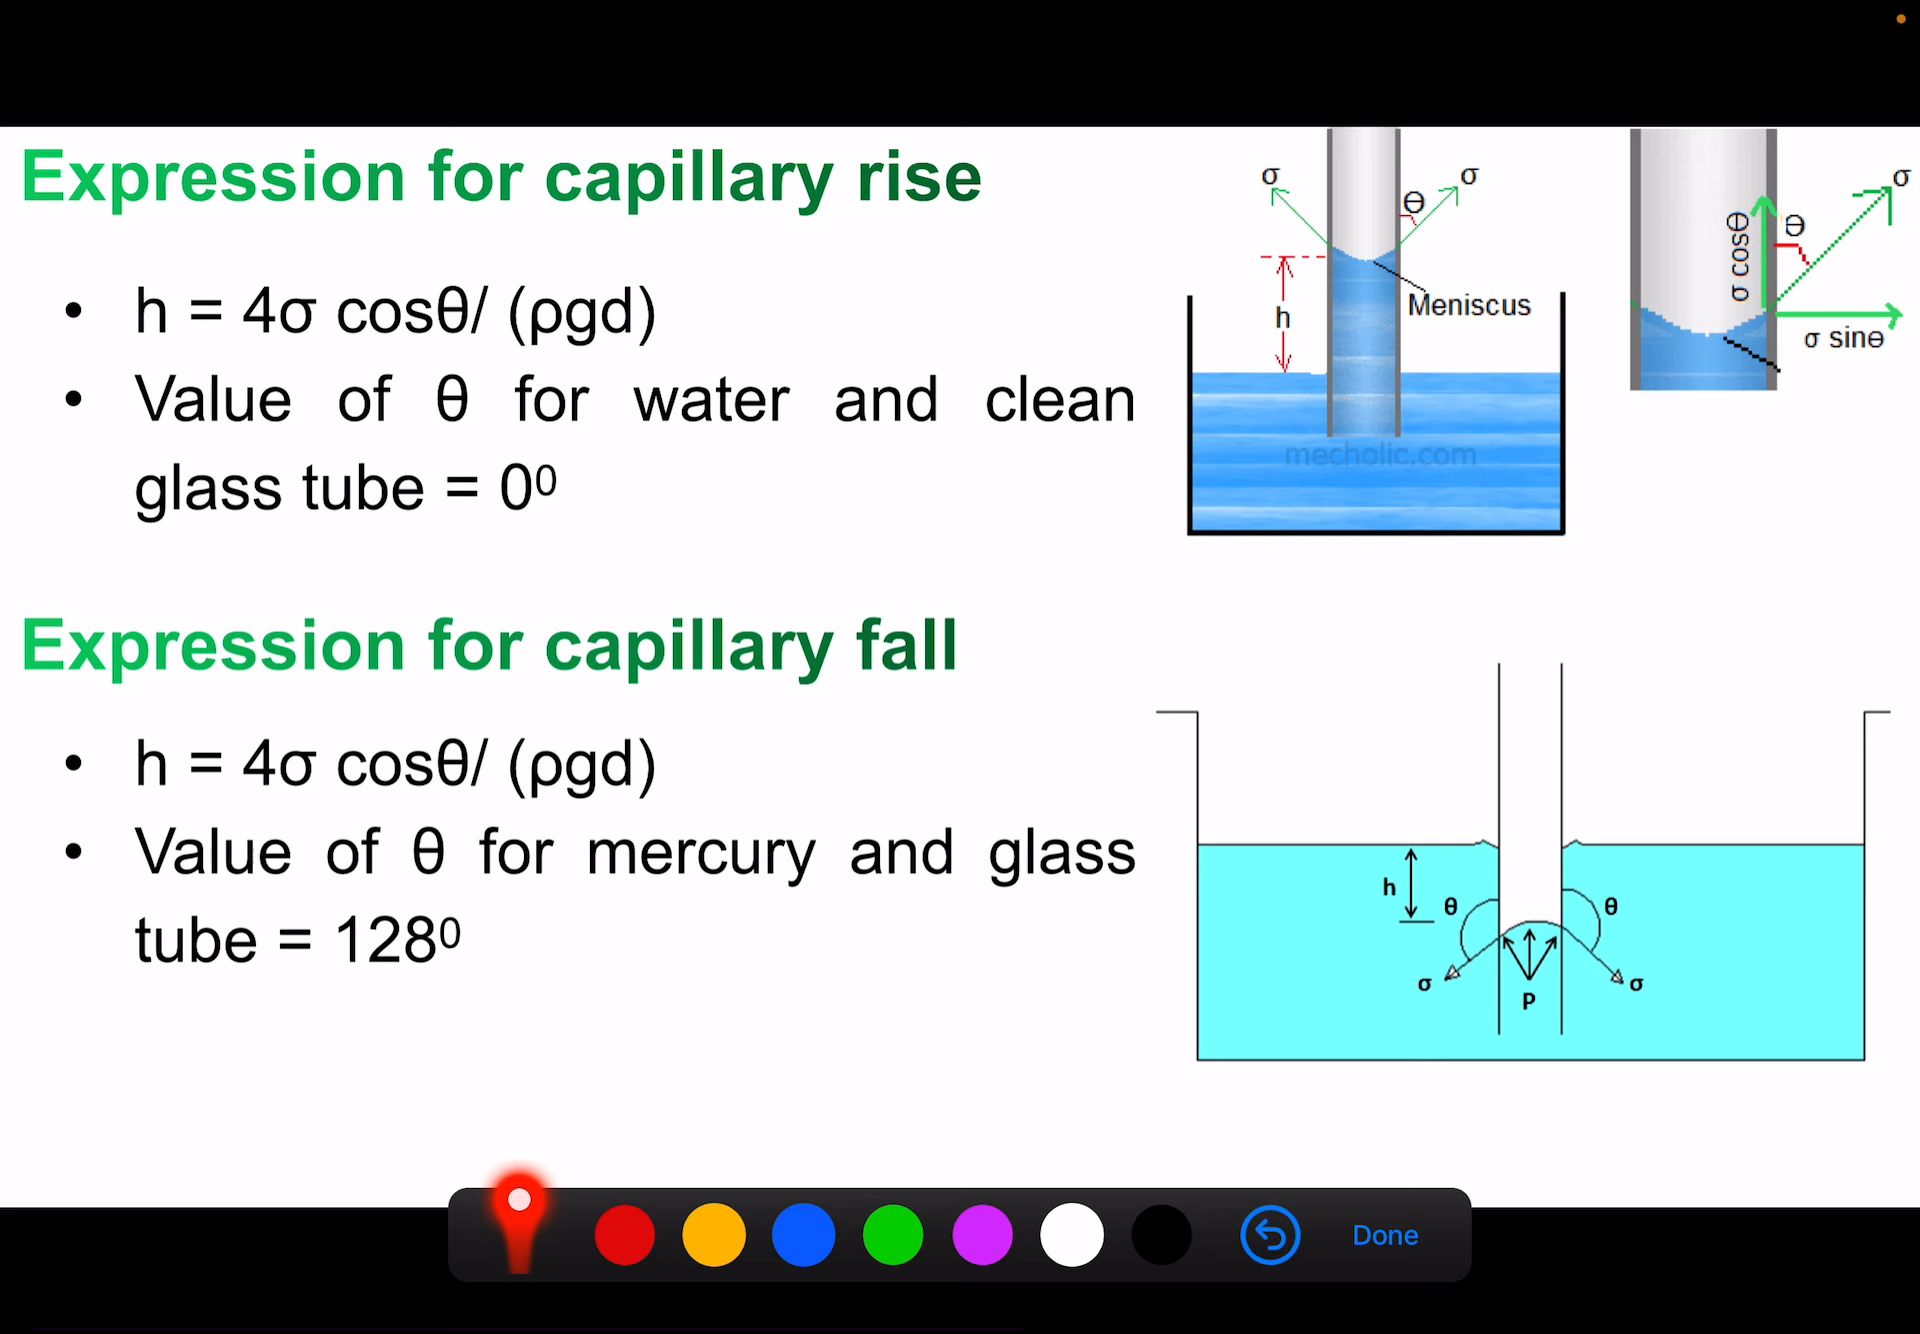 Expression for capillary rise
• h = 4σ cosθ/ (ρgd)
• Value of θ for water and clean
glass tube = 0⁰
σ
σ
θ
h
Meniscus
mecholic.com
σ cosθ
θ
σ
σ sinθ
Expression for capillary fall
• h = 4σ cosθ/ (ρgd)
• Value of θ for mercury and glass
tube = 128⁰
h
θ
θ
σ
σ
P
Done